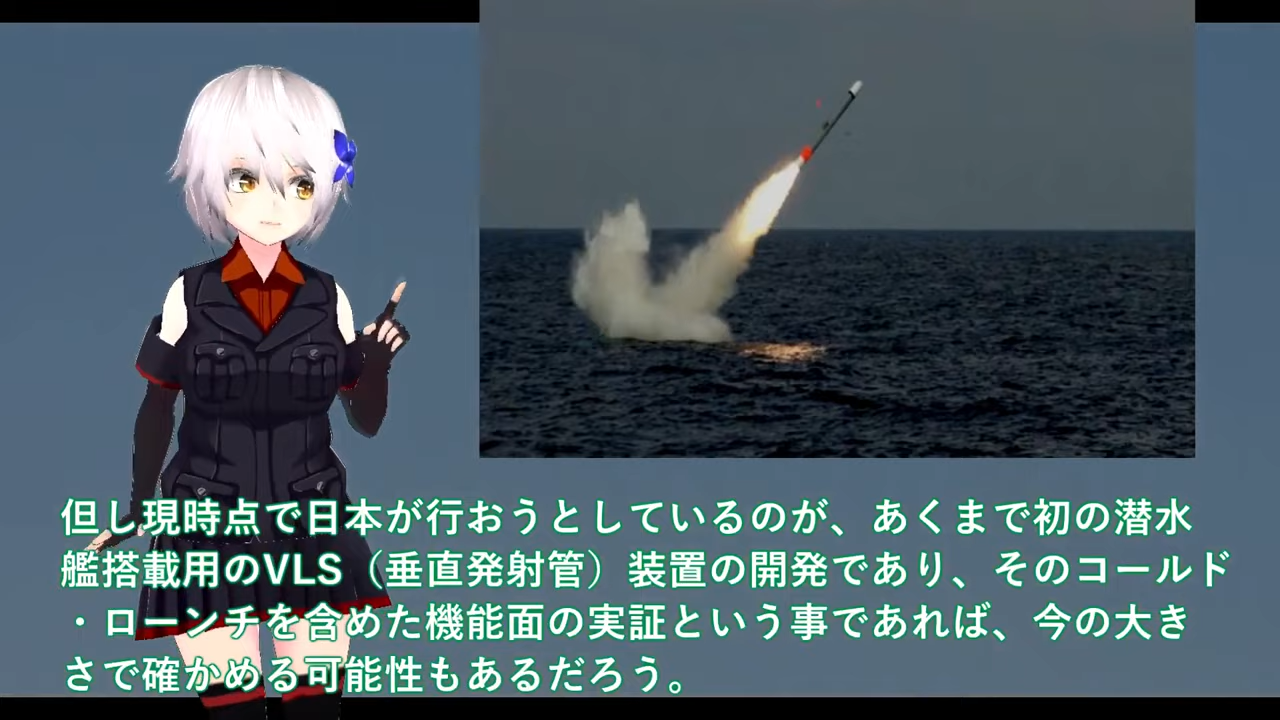 但し現時点で日本が行おうとしているのが、あくまで初の潜水
艦搭載用のVLS（垂直発射管）装置の開発であり、そのコールド
・ローンチを含めた機能面の実証という事であれば、今の大き
さで確かめる可能性もあるだろう。